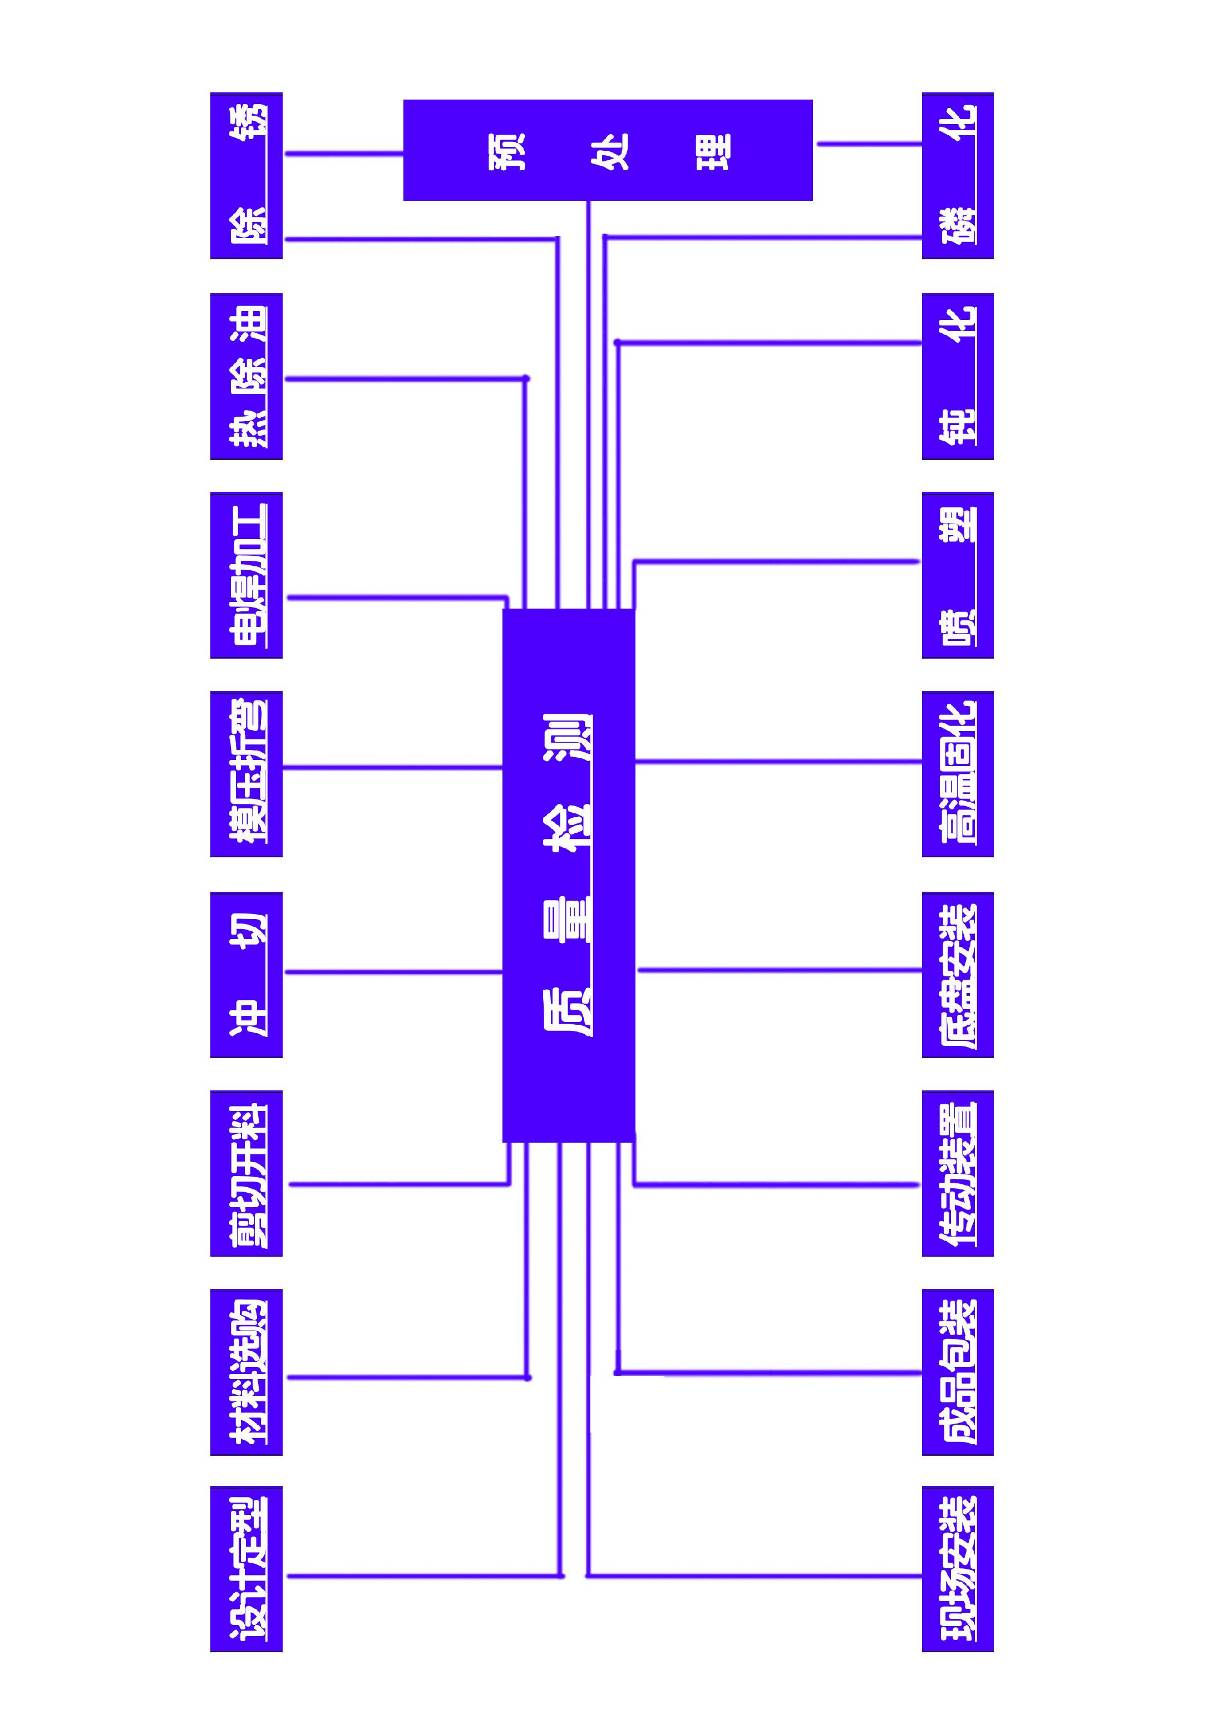 设计定型
材料选购
剪切开料
冲切
模压折弯
电焊加工
热除油
除锈
预处理
质量检测
现场安装
成品包装
传动装置
底盘安装
高温固化
喷塑
钝化
磷化